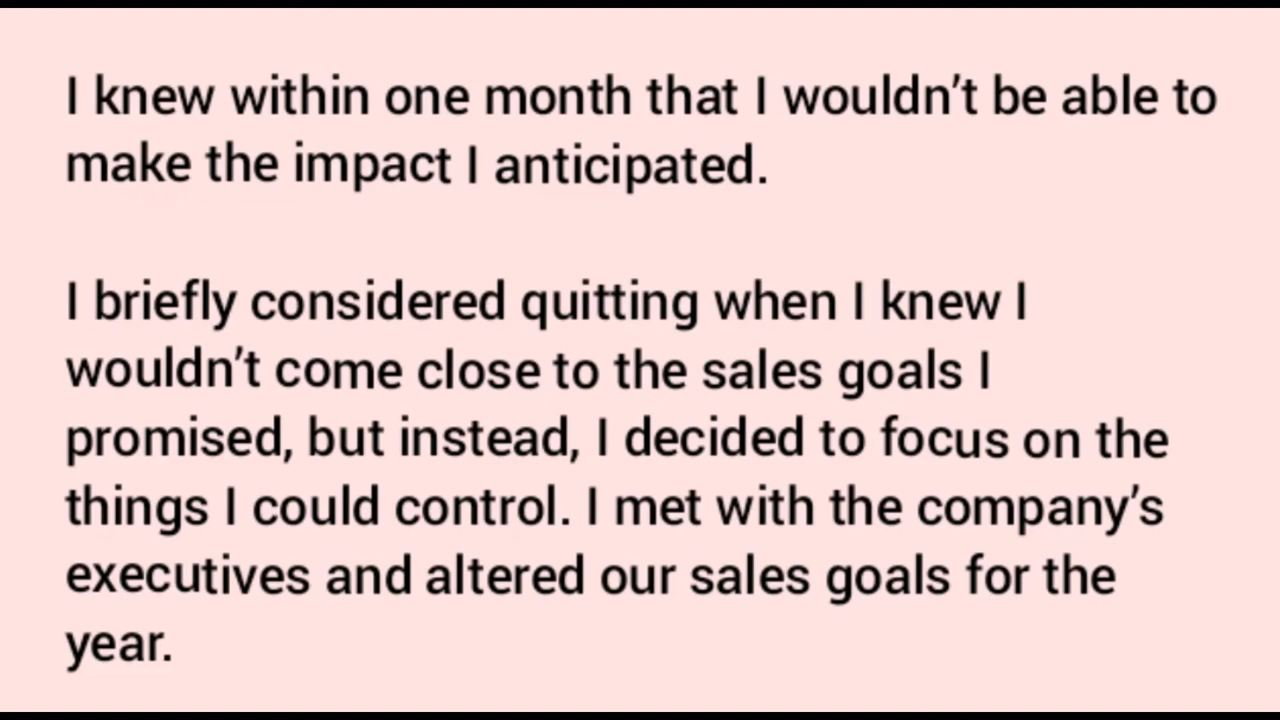 I knew within one month that I wouldn’t be able to
make the impact I anticipated.
I briefly considered quitting when I knew I
wouldn’t come close to the sales goals I
promised, but instead, I decided to focus on the
things I could control. I met with the company’s
executives and altered our sales goals for the
year.